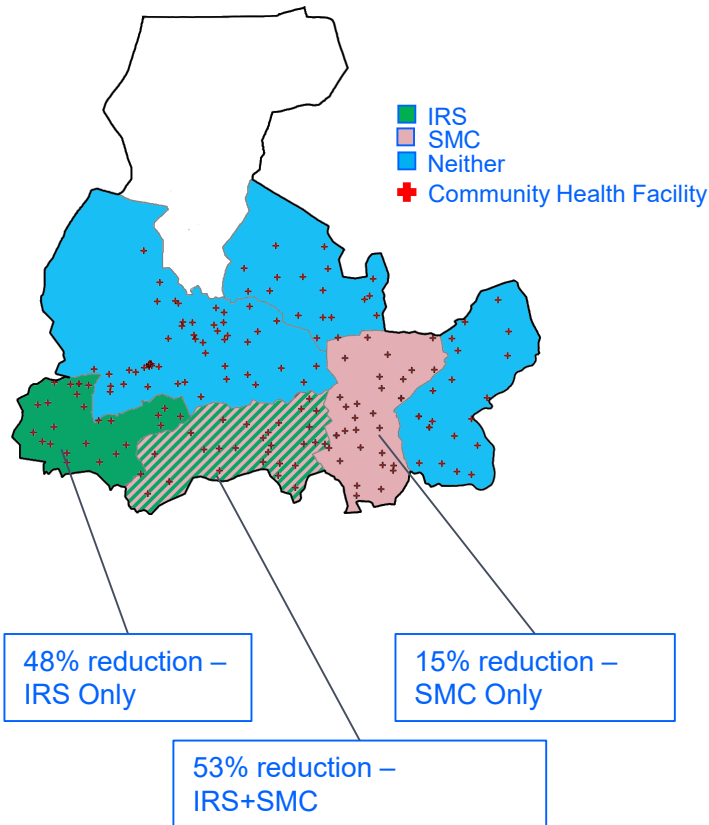 IRS
SMC
Neither
Community Health Facility
48% reduction –
IRS Only
15% reduction –
SMC Only
53% reduction –
IRS+SMC